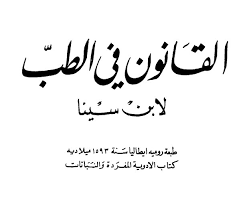 القانون في الطبّ
لابن سينا
طبعة روميه ايطاليا سنة ١٥٩٣ ميلاديه
كتاب الادوية المفردة والنباتات